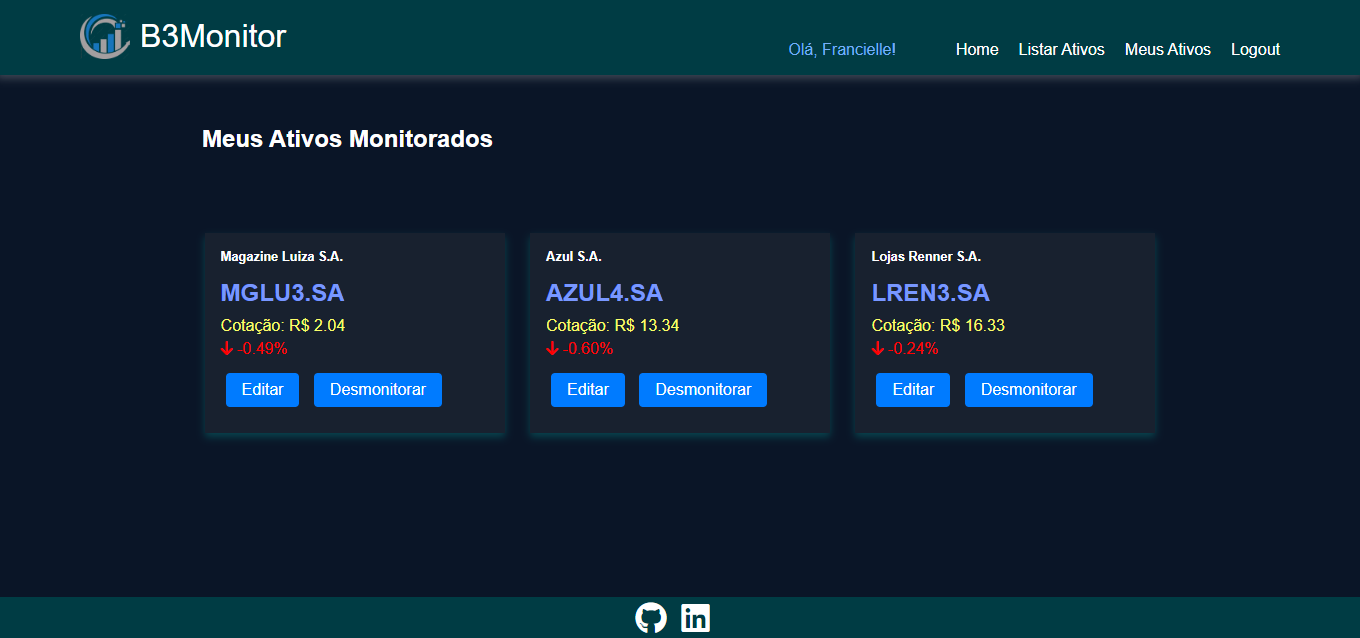 B3Monitor
Olá, Francielle! Home Listar Ativos Meus Ativos Logout
Meus Ativos Monitorados
Magazine Luiza S.A.
MGLU3.SA
Cotação: R$ 2.04
-0.49%
Editar Desmonitorar
Azul S.A.
AZUL4.SA
Cotação: R$ 13.34
-0.60%
Editar Desmonitorar
Lojas Renner S.A.
LREN3.SA
Cotação: R$ 16.33
-0.24%
Editar Desmonitorar
in